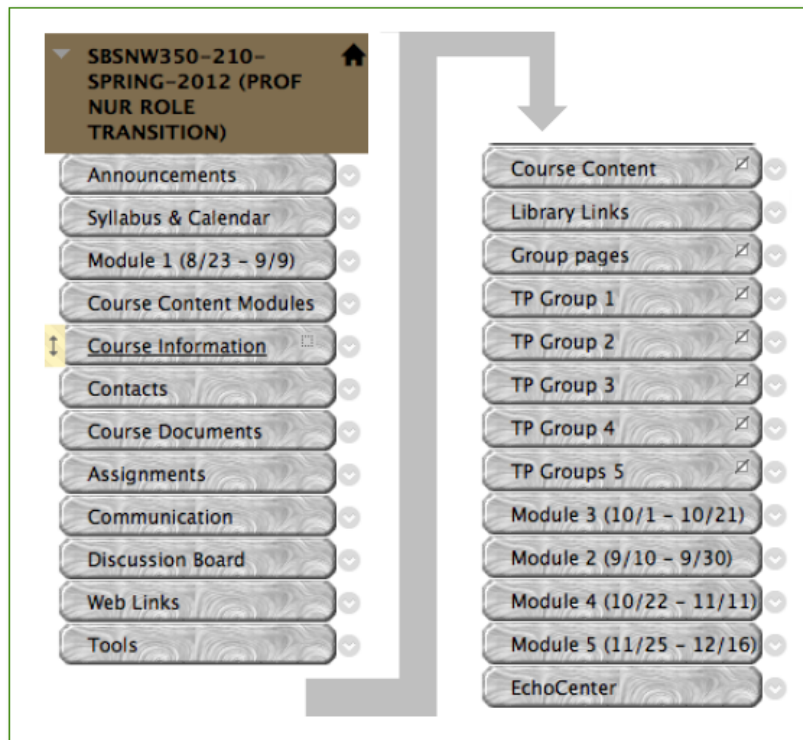 SBSNW350-210-
SPRING-2012 (PROF
NUR ROLE
TRANSITION)
Announcements
Syllabus & Calendar
Module 1 (8/23 - 9/9)
Course Content Modules
Course Information
Contacts
Course Documents
Assignments
Communication
Discussion Board
Web Links
Tools
Course Content
Library Links
Group pages
TP Group 1
TP Group 2
TP Group 3
TP Group 4
TP Groups 5
Module 3 (10/1 - 10/21)
Module 2 (9/10 - 9/30)
Module 4 (10/22 - 11/11)
Module 5 (11/25 - 12/16)
EchoCenter